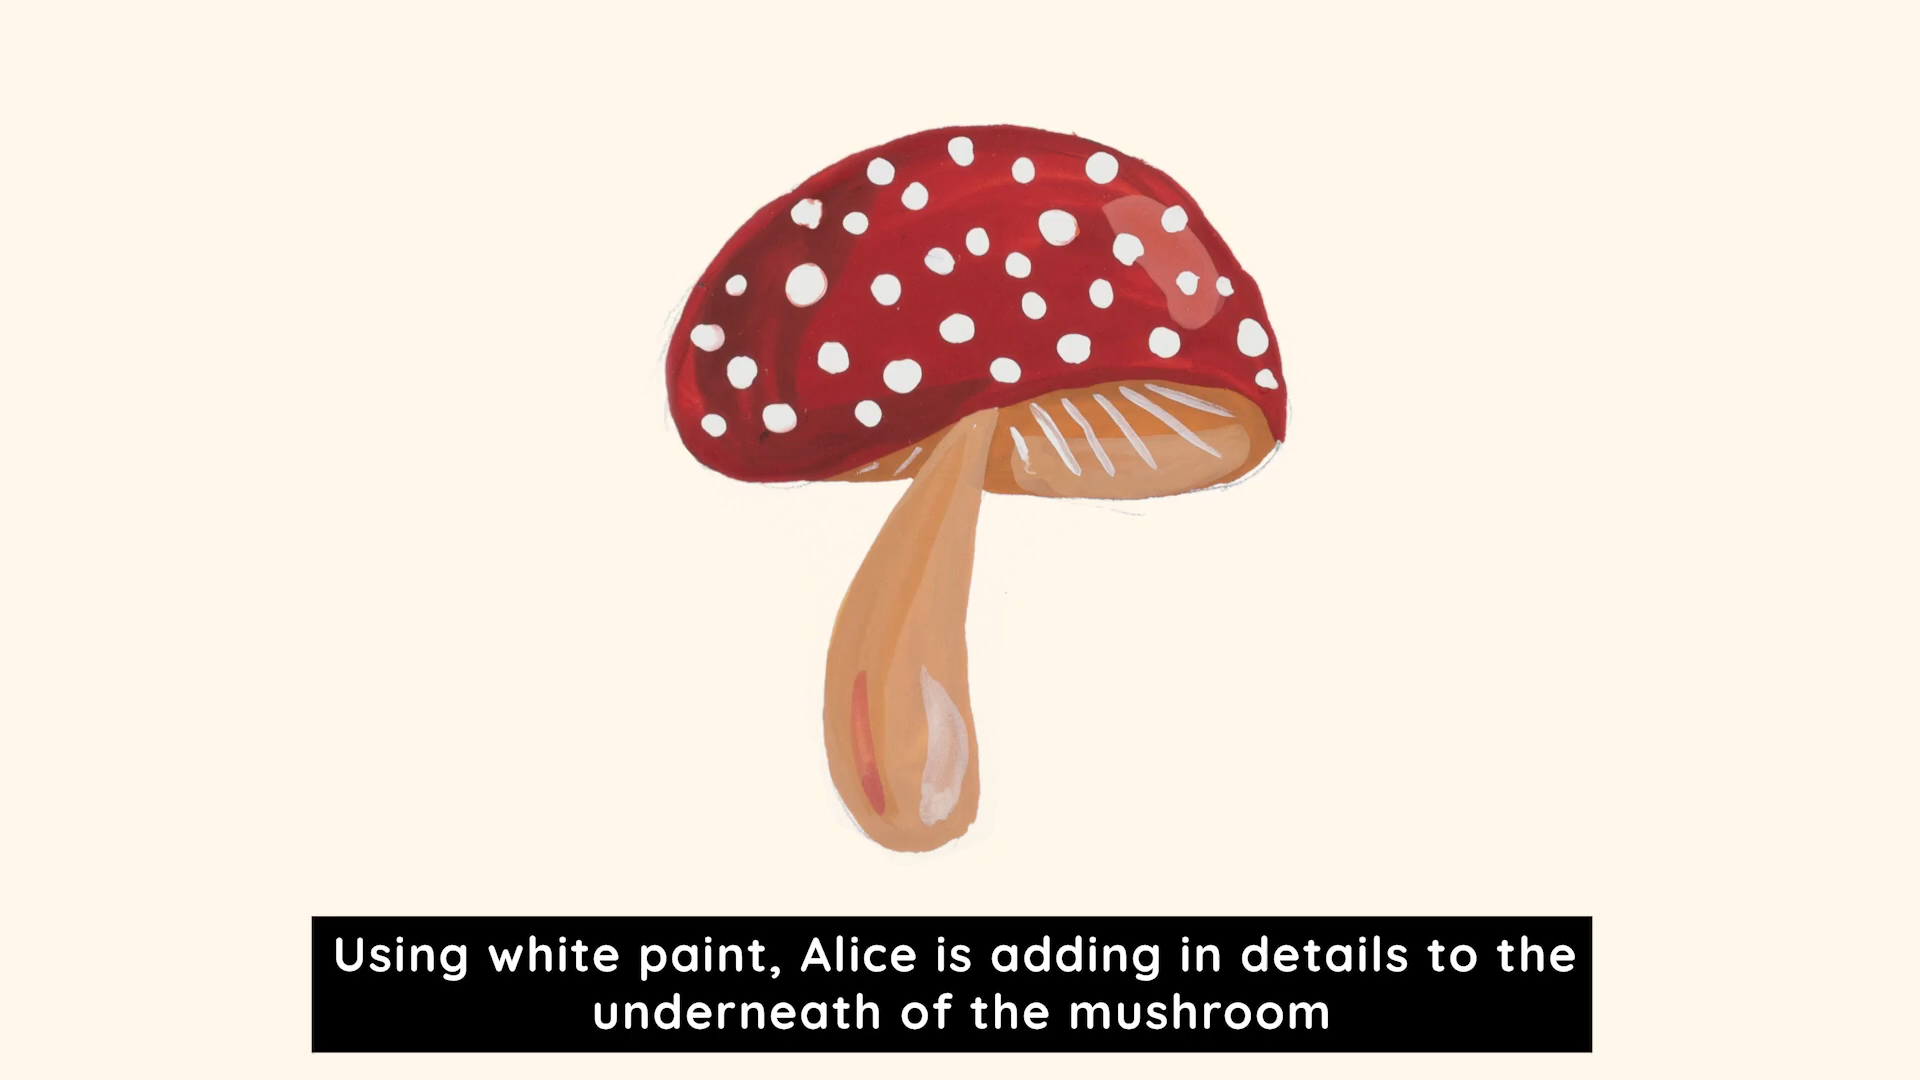 Using white paint, Alice is adding in details to the
underneath of the mushroom